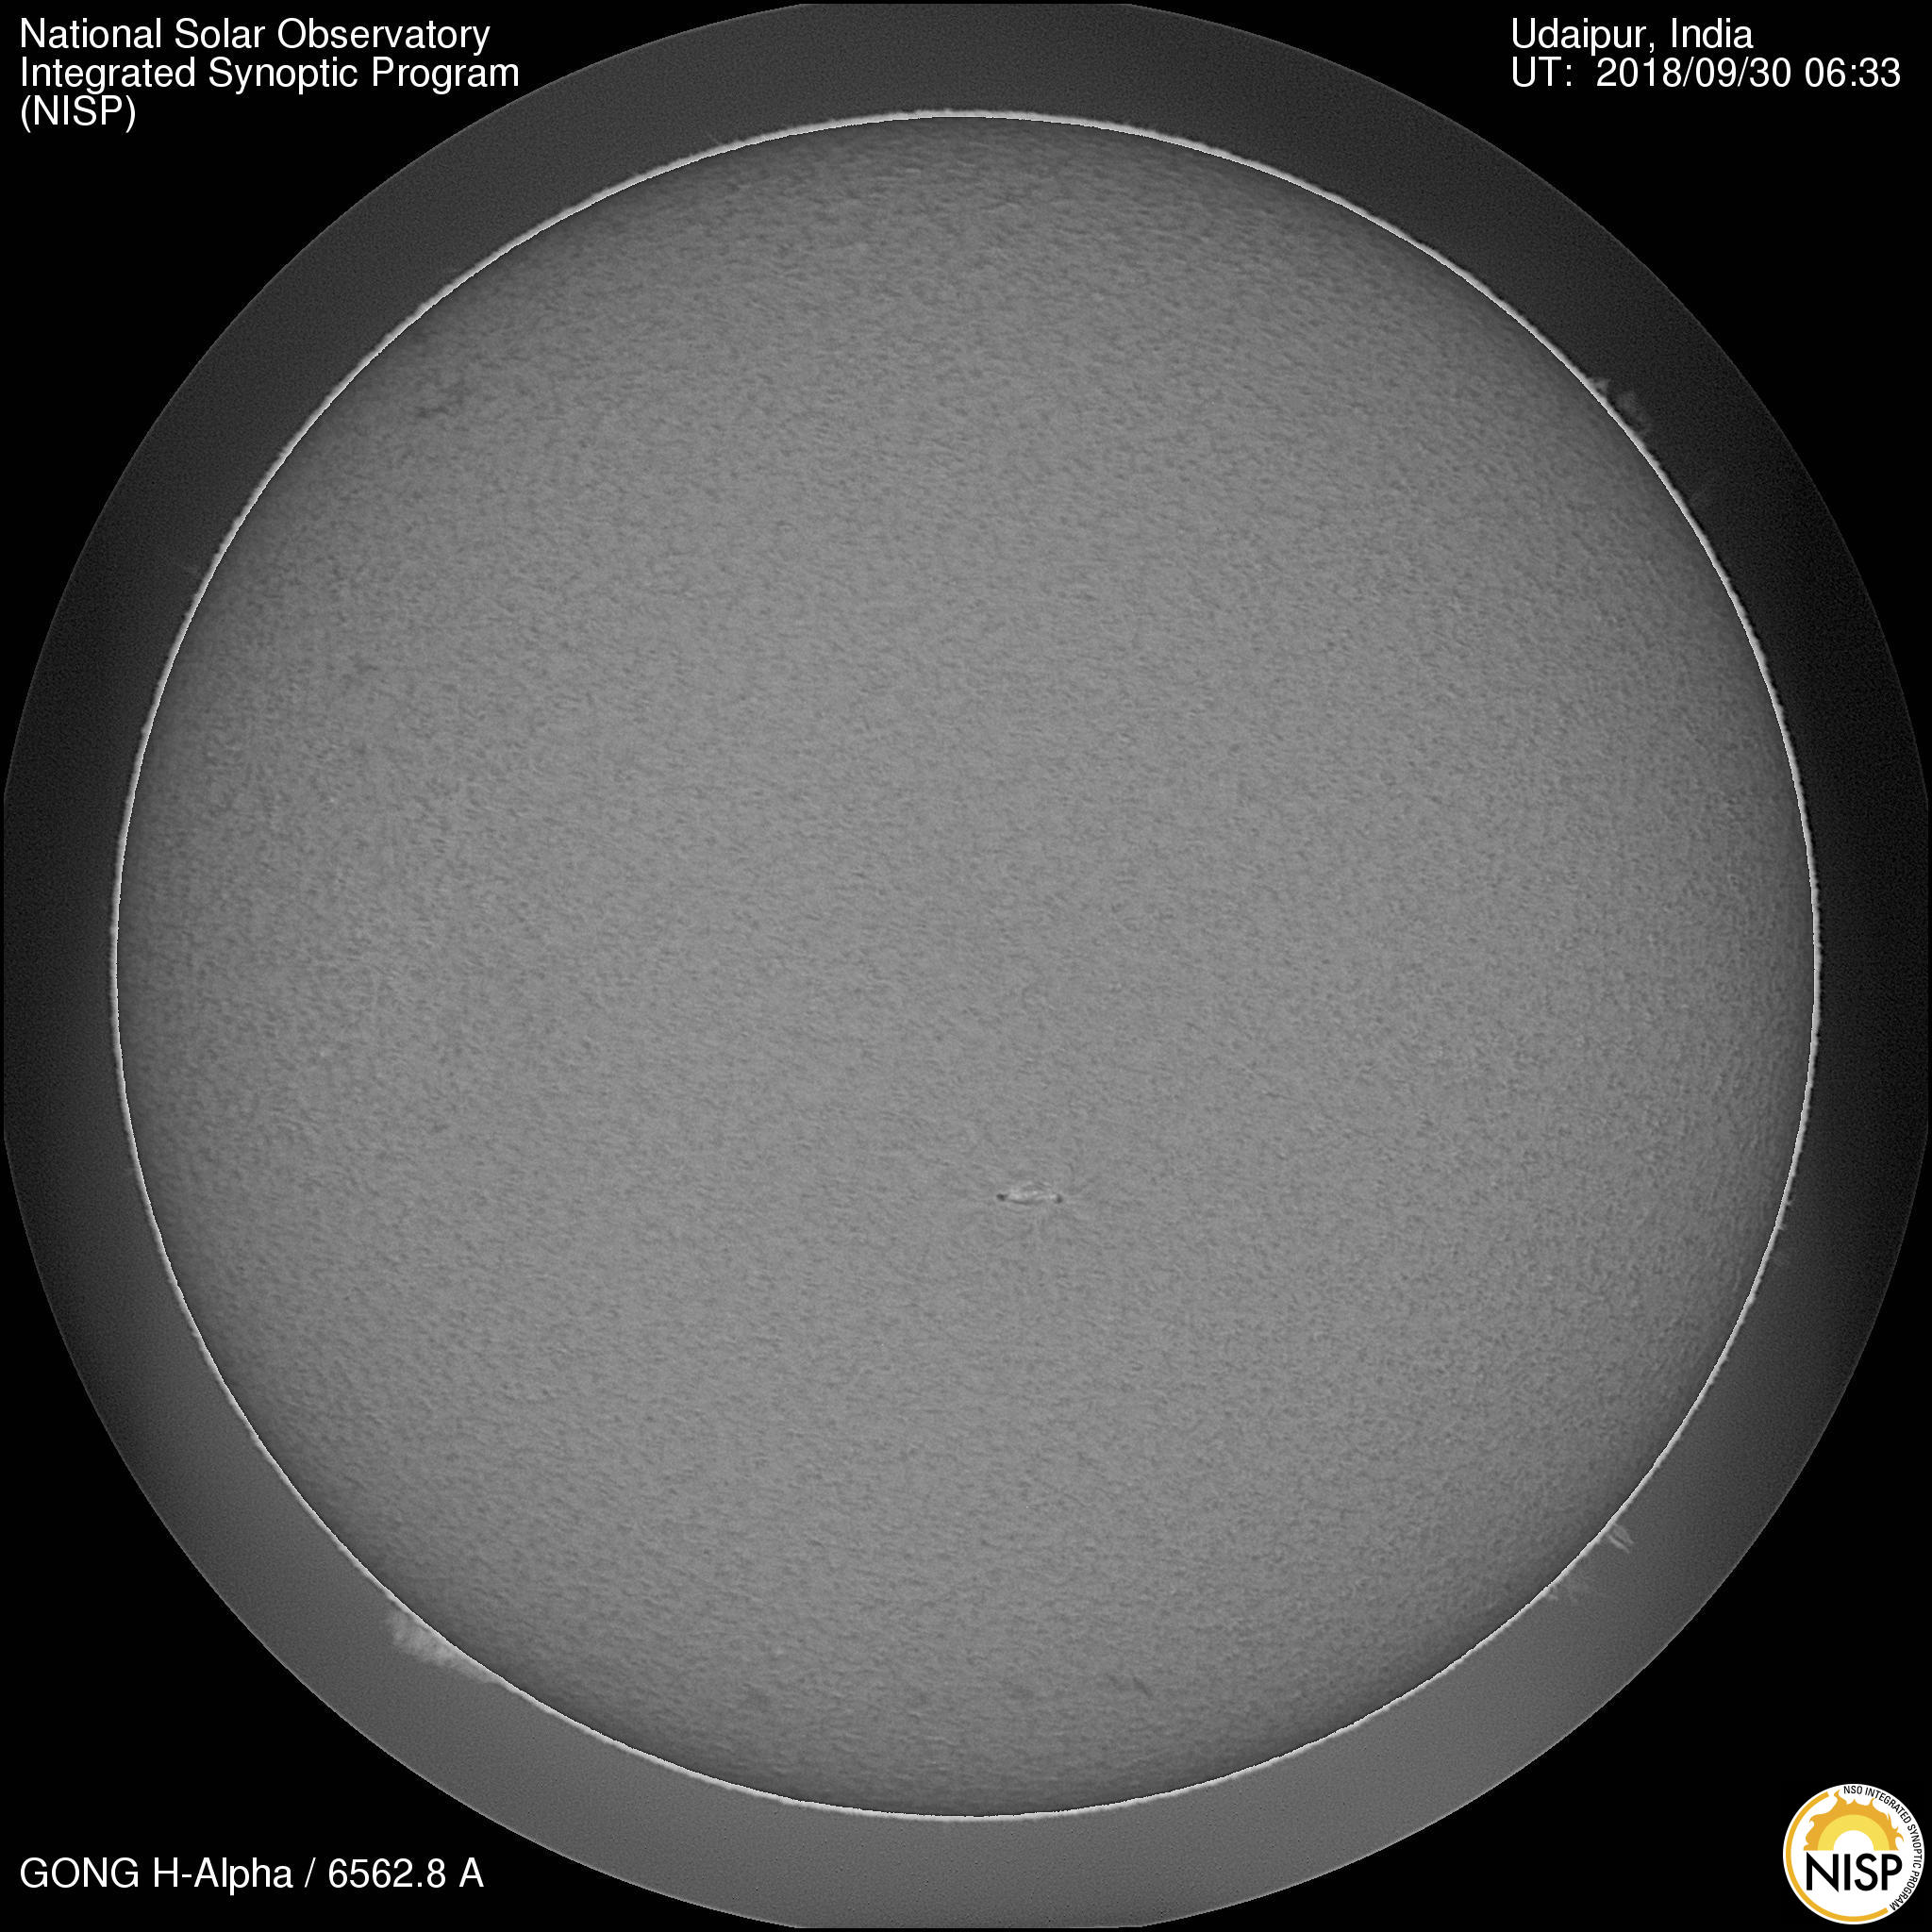 National Solar Observatory
Integrated Synoptic Program
(NISP)
Udaipur, India
UT: 2018/09/30 06:33
GONG H-Alpha / 6562.8 A
NSO INTEGRATED SYNOPTIC PROGRAM
NISP